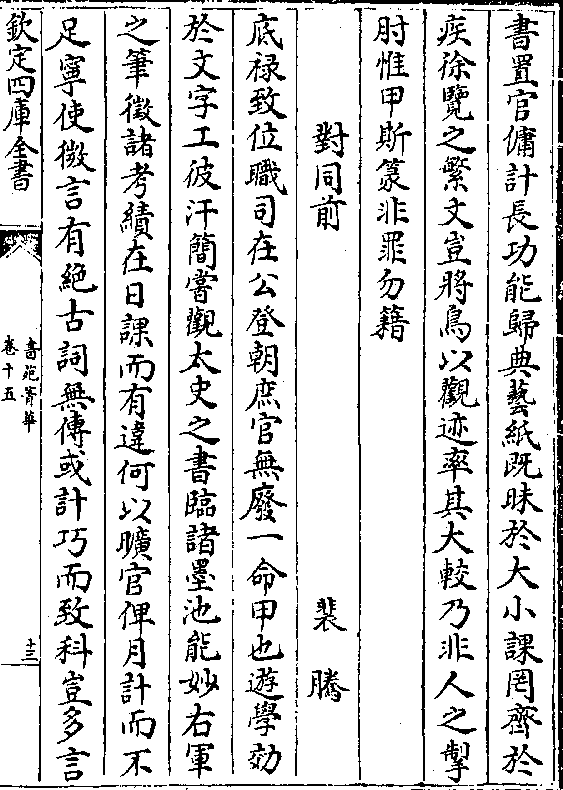 書置官傭計長功能歸典藝紙既昧於大小課罔齊於
疾徐覽之繁文豈將鳥以觀迹率其大較乃非人之掣
肘惟甲斯篆非罪勿籍
對同前　裴騰
底禄致位職司在公登朝庶官無廢一命甲也遊學効
於文字工彼汗簡嘗觀太史之書臨諸墨池能妙右軍
之筆徵諸考績在日課而有違何以曠官俾月計而不
足寧使微言有絶古詞無傳或計巧而致科豈多言
欽定四庫全書
書苑菁華
卷十五
十三